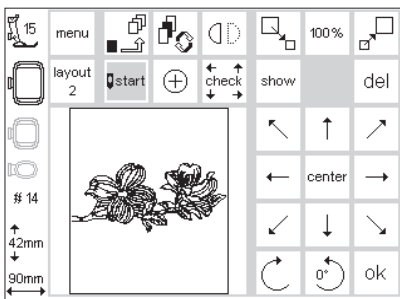 15
menu
100%
layout
2
start
check
show
del
center
# 14
42mm
90mm
0°
ok